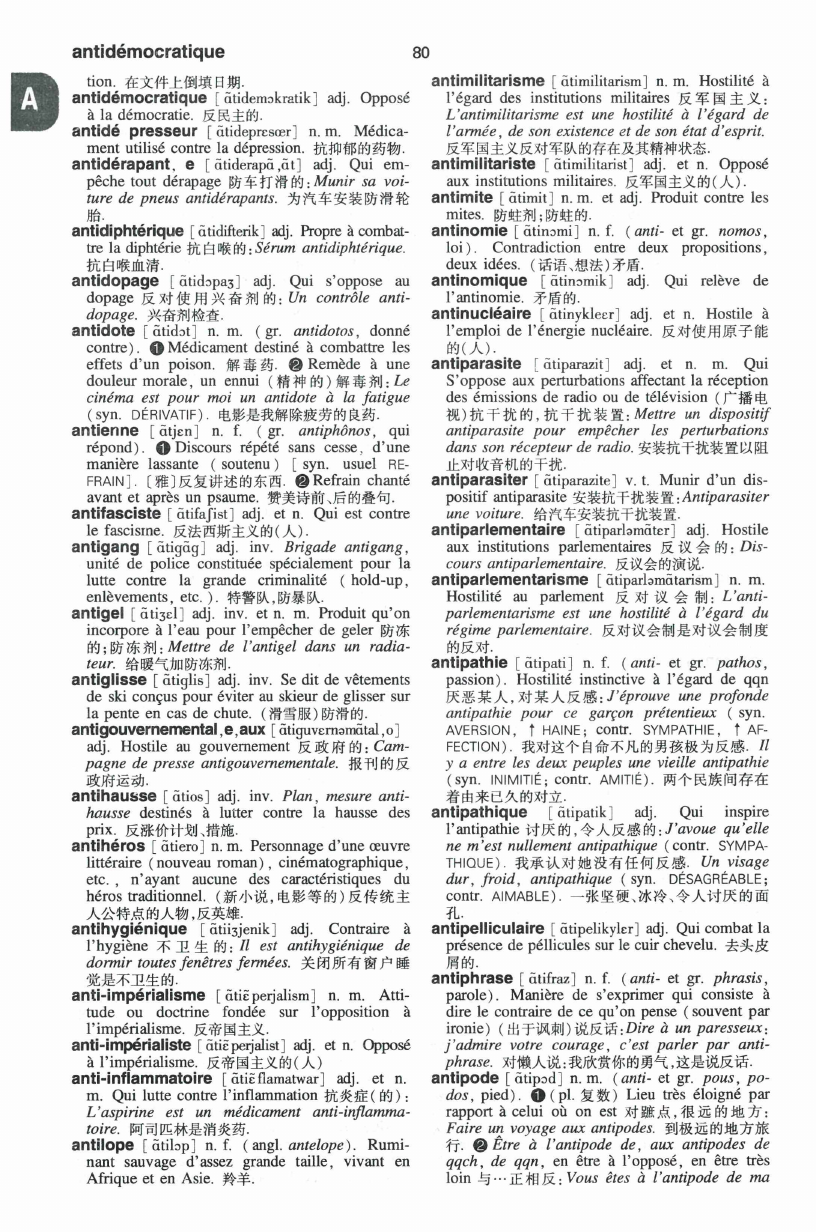 antidémocratique
80
A
tion. 在文件上倒填日期.
antidémocratique [ ɑ̃tidemɔkratik] adj. Opposé
à la démocratie. 反民主的.
antidé presseur [ ɑ̃tidepresœr] n. m. Médica-
ment utilisé contre la dépression. 抗抑郁的药物.
antidérapant, e [ ɑ̃tiderapɑ̃ ,ɑ̃t] adj. Qui em-
pêche tout dérapage 防车打滑的: Munir sa voi-
ture de pneus antidérapants. 为汽车安装防滑轮
胎.
antidiphtérique [ ɑ̃tidifterik] adj. Propre à combat-
tre la diphtérie 抗白喉的: Sérum antidiphtérique.
抗白喉血清.
antidopage [ ɑ̃tidɔpaʒ] adj. Qui s'oppose au
dopage 反对使用兴奋剂的: Un contrôle anti-
dopage. 兴奋剂检查.
antidote [ ɑ̃tidɔt] n. m. ( gr. antidotos, donné
contre). ❶ Médicament destiné à combattre les
effets d'un poison. 解毒药. ❷ Remède à une
douleur morale, un ennui (精神的)解毒剂: Le
cinéma est pour moi un antidote à la fatigue
( syn. DÉRIVATIF). 电影是我解除疲劳的良药.
antienne [ ɑ̃tjɛn] n. f. ( gr. antiphônos, qui
répond). ❶ Discours répété sans cesse, d'une
manière lassante ( soutenu) [ syn. usuel RE-
FRAIN]. [雅]反复讲述的东西. ❷ Refrain chanté
avant et après un psaume. 赞美诗前、后的叠句.
antifasciste [ ɑ̃tifaʃist] adj. et n. Qui est contre
le fascisme. 反法西斯主义的(人).
antigang [ ɑ̃tigɑ̃g] adj. inv. Brigade antigang,
unité de police constituée spécialement pour la
lutte contre la grande criminalité ( hold-up,
enlèvements, etc. ). 特警队,防暴队.
antigel [ ɑ̃tiʒɛl] adj. inv. et n. m. Produit qu'on
incorpore à l'eau pour l'empêcher de geler 防冻
的;防冻剂: Mettre de l'antigel dans un radia-
teur. 给暖气加防冻剂.
antiglisse [ ɑ̃tiglis] adj. inv. Se dit de vêtements
de ski conçus pour éviter au skieur de glisser sur
la pente en cas de chute. (滑雪服)防滑的.
antigouvernemental,e,aux [ ɑ̃tiguvernəmɑ̃tal,o]
adj. Hostile au gouvernement 反政府的: Cam-
pagne de presse antigouvernementale. 报刊的反
政府运动.
antihausse [ ɑ̃tios] adj. inv. Plan, mesure anti-
hausse destinés à lutter contre la hausse des
prix. 反涨价计划、措施.
antihéros [ ɑ̃tiero] n. m. Personnage d'une œuvre
littéraire (nouveau roman), cinématographique,
etc. , n'ayant aucune des caractéristiques du
héros traditionnel. (新小说,电影等的)反传统主
人公特点的人物,反英雄.
antihygiénique [ ɑ̃tiiʒjenik] adj. Contraire à
l'hygiène 不卫生的: Il est antihygiénique de
dormir toutes fenêtres fermées. 关闭所有窗户睡
觉是不卫生的.
anti-impérialisme [ ɑ̃tiɛ̃perjalism] n. m. Atti-
tude ou doctrine fondée sur l'opposition à
l'impérialisme. 反帝国主义.
anti-impérialiste [ ɑ̃tiɛ̃perjalist] adj. et n. Opposé
à l'impérialisme. 反帝国主义的(人)
anti-inflammatoire [ ɑ̃tiɛ̃flamatwar] adj. et n.
m. Qui lutte contre l'inflammation 抗炎症(的):
L'aspirine est un médicament anti-inflamma-
toire. 阿司匹林是消炎药.
antilope [ ɑ̃tilɔp] n. f. ( angl. antelope). Rumi-
nant sauvage d'assez grande taille, vivant en
Afrique et en Asie. 羚羊.
antimilitarisme [ ɑ̃timilitarism] n. m. Hostilité à
l'égard des institutions militaires 反军国主义:
L'antimilitarisme est une hostilité à l'égard de
l'armée, de son existence et de son état d'esprit.
反军国主义反对军队的存在及其精神状态.
antimilitariste [ ɑ̃timilitarist] adj. et n. Opposé
aux institutions militaires. 反军国主义的(人).
antimite [ ɑ̃timit] n. m. et adj. Produit contre les
mites. 防蛀剂;防蛀的.
antinomie [ ɑ̃tinɔmi] n. f. ( anti- et gr. nomos,
loi). Contradiction entre deux propositions,
deux idées. (话语、想法)矛盾.
antinomique [ ɑ̃tinɔmik] adj. Qui relève de
l'antinomie. 矛盾的.
antinucléaire [ ɑ̃tinykleɛr] adj. et n. Hostile à
l'emploi de l'énergie nucléaire. 反对使用原子能
的(人).
antiparasite [ ɑ̃tiparazit] adj. et n. m. Qui
S'oppose aux perturbations affectant la réception
des émissions de radio ou de télévision (广播电
视)抗干扰的,抗干扰装置: Mettre un dispositif
antiparasite pour empêcher les perturbations
dans son récepteur de radio. 安装抗干扰装置以阻
止对收音机的干扰.
antiparasiter [ ɑ̃tiparazite] v. t. Munir d'un dis-
positif antiparasite 安装抗干扰装置:Antiparasiter
une voiture. 给汽车安装抗干扰装置.
antiparlementaire [ ɑ̃tiparləmɑ̃tɛr] adj. Hostile
aux institutions parlementaires 反议会的: Dis-
cours antiparlementaire. 反议会的演说.
antiparlementarisme [ ɑ̃tiparləmɑ̃tarism] n. m.
Hostilité au parlement 反对议会制: L'anti-
parlementarisme est une hostilité à l'égard du
régime parlementaire. 反对议会制是对议会制度
的反对.
antipathie [ ɑ̃tipati] n. f. ( anti- et gr. pathos,
passion). Hostilité instinctive à l'égard de qqn
厌恶某人,对某人反感:J'éprouve une profonde
antipathie pour ce garçon prétentieux ( syn.
AVERSION, ↑ HAINE; contr. SYMPATHIE, ↑ AF-
FECTION). 我对这个自命不凡的男孩极为反感. Il
y a entre les deux peuples une vieille antipathie
(syn. INIMITIÉ; contr. AMITIÉ). 两个民族间存在
着由来已久的对立.
antipathique [ ɑ̃tipatik] adj. Qui inspire
l'antipathie 讨厌的,令人反感的:J'avoue qu'elle
ne m'est nullement antipathique (contr. SYMPA-
THIQUE). 我承认对她没有任何反感. Un visage
dur, froid, antipathique ( syn. DÉSAGRÉABLE;
contr. AIMABLE). 一张坚硬、冰冷、令人讨厌的面
孔.
antipelliculaire [ ɑ̃tipelikylɛr] adj. Qui combat la
présence de péllicules sur le cuir chevelu. 去头皮
屑的.
antiphrase [ ɑ̃tifraz] n. f. ( anti- et gr. phrasis,
parole). Manière de s'exprimer qui consiste à
dire le contraire de ce qu'on pense ( souvent par
ironie) (出于讽刺)说反话:Dire à un paresseux:
j'admire votre courage, c'est parler par anti-
phrase. 对懒人说:我欣赏你的勇气,这是说反话.
antipode [ ɑ̃tipɔd] n. m. (anti- et gr. pous, po-
dos, pied). ❶ (pl. 复数) Lieu très éloigné par
rapport à celui où on est 对蹠点,很远的地方:
Faire un voyage aux antipodes. 到极远的地方旅
行. ❷ Être à l'antipode de, aux antipodes de
qqch, de qqn, en être à l'opposé, en être très
loin 与…正相反: Vous êtes à l'antipode de ma